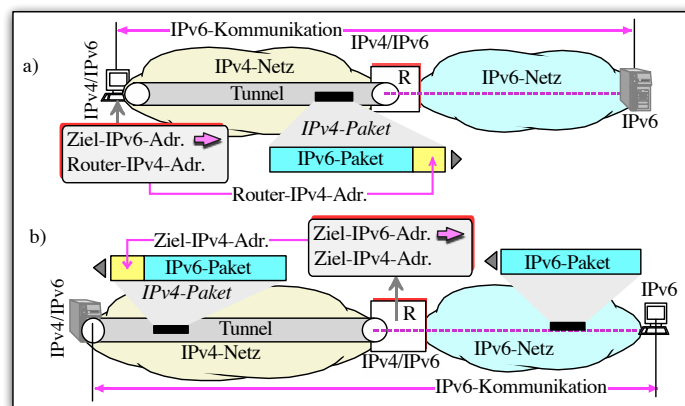 IPv6-Kommunikation
IPv4/IPv6
a)
IPv4/IPv6
IPv4-Netz
R
IPv6-Netz
Tunnel
IPv6
Ziel-IPv6-Adr.
Router-IPv4-Adr.
IPv4-Paket
IPv6-Paket
Router-IPv4-Adr.
b)
Ziel-IPv4-Adr.
Ziel-IPv6-Adr.
Ziel-IPv4-Adr.
IPv6-Paket
IPv6-Paket
IPv4-Paket
IPv4/IPv6
R
IPv6
Tunnel
IPv4-Netz
IPv4/IPv6
IPv6-Netz
IPv6-Kommunikation